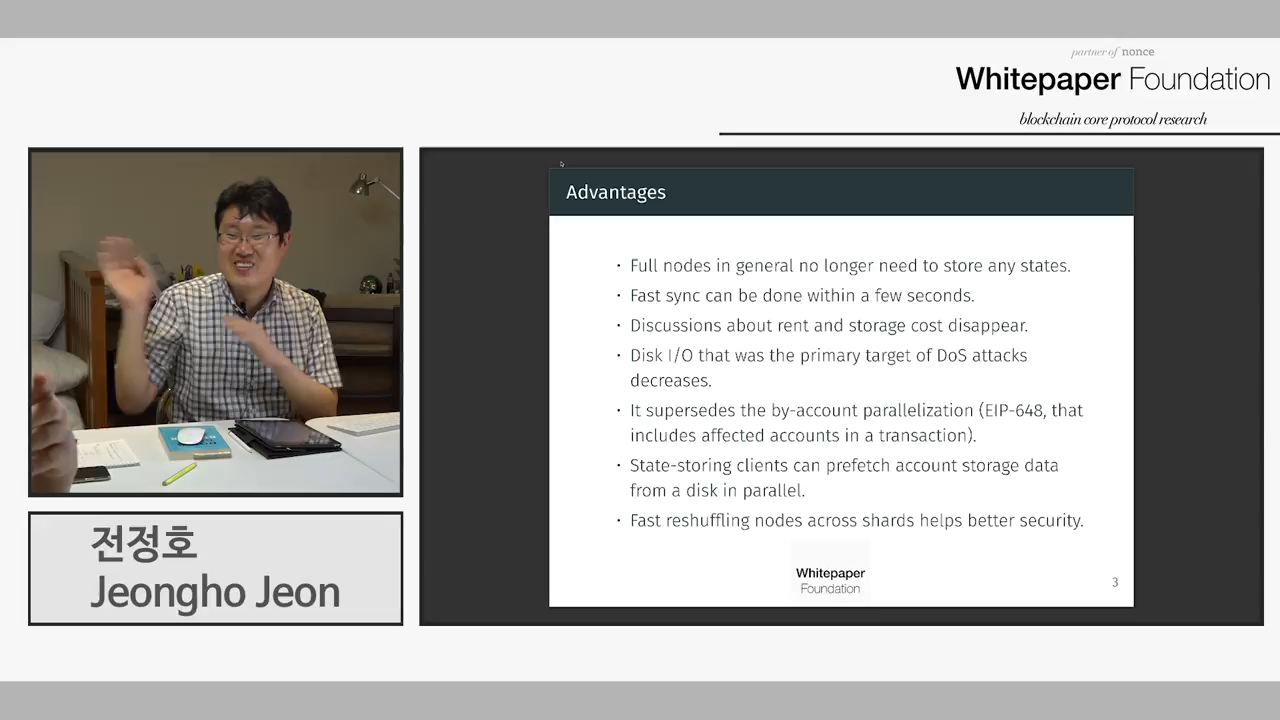 partner of nonce
Whitepaper Foundation
blockchain core protocol research
Advantages
· Full nodes in general no longer need to store any states.
· Fast sync can be done within a few seconds.
· Discussions about rent and storage cost disappear.
· Disk I/O that was the primary target of DoS attacks
decreases.
· It supersedes the by-account parallelization (EIP-648, that
includes affected accounts in a transaction).
· State-storing clients can prefetch account storage data
from a disk in parallel.
· Fast reshuffling nodes across shards helps better security.
Whitepaper
Foundation
3
전정호
Jeongho Jeon